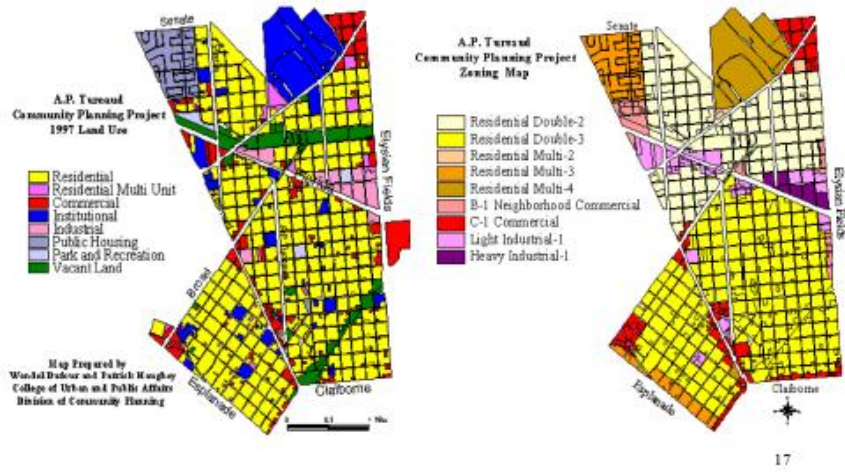 Senate
A.P. Tureaud
Community Planning Project
1997 Land Use
Residential
Residential Multi Unit
Commercial
Institutional
Industrial
Public Housing
Park and Recreation
Vacant Land
Elysian Fields
Broad
Esplanade
Claiborne
Map Prepared by
Wendel Dufour and Patrick Haughey
College of Urban and Public Affairs
Division of Community Planning
Senate
A.P. Tureaud
Community Planning Project
Zoning Map
Residential Double-2
Residential Double-3
Residential Multi-2
Residential Multi-3
Residential Multi-4
B-1 Neighborhood Commercial
C-1 Commercial
Light Industrial-1
Heavy Industrial-1
Elysian Fields
Esplanade
Claiborne
17